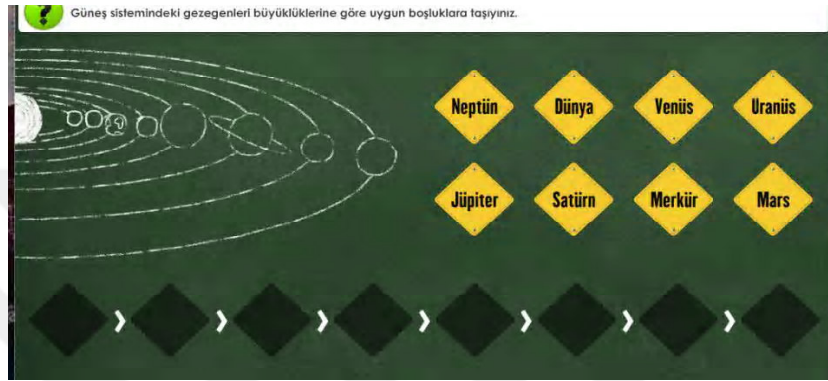 ?
Güneş sistemindeki gezegenleri büyüklüklerine göre uygun boşluklara taşıyınız.
Neptün Dünya Venüs Uranüs
Jüpiter Satürn Merkür Mars